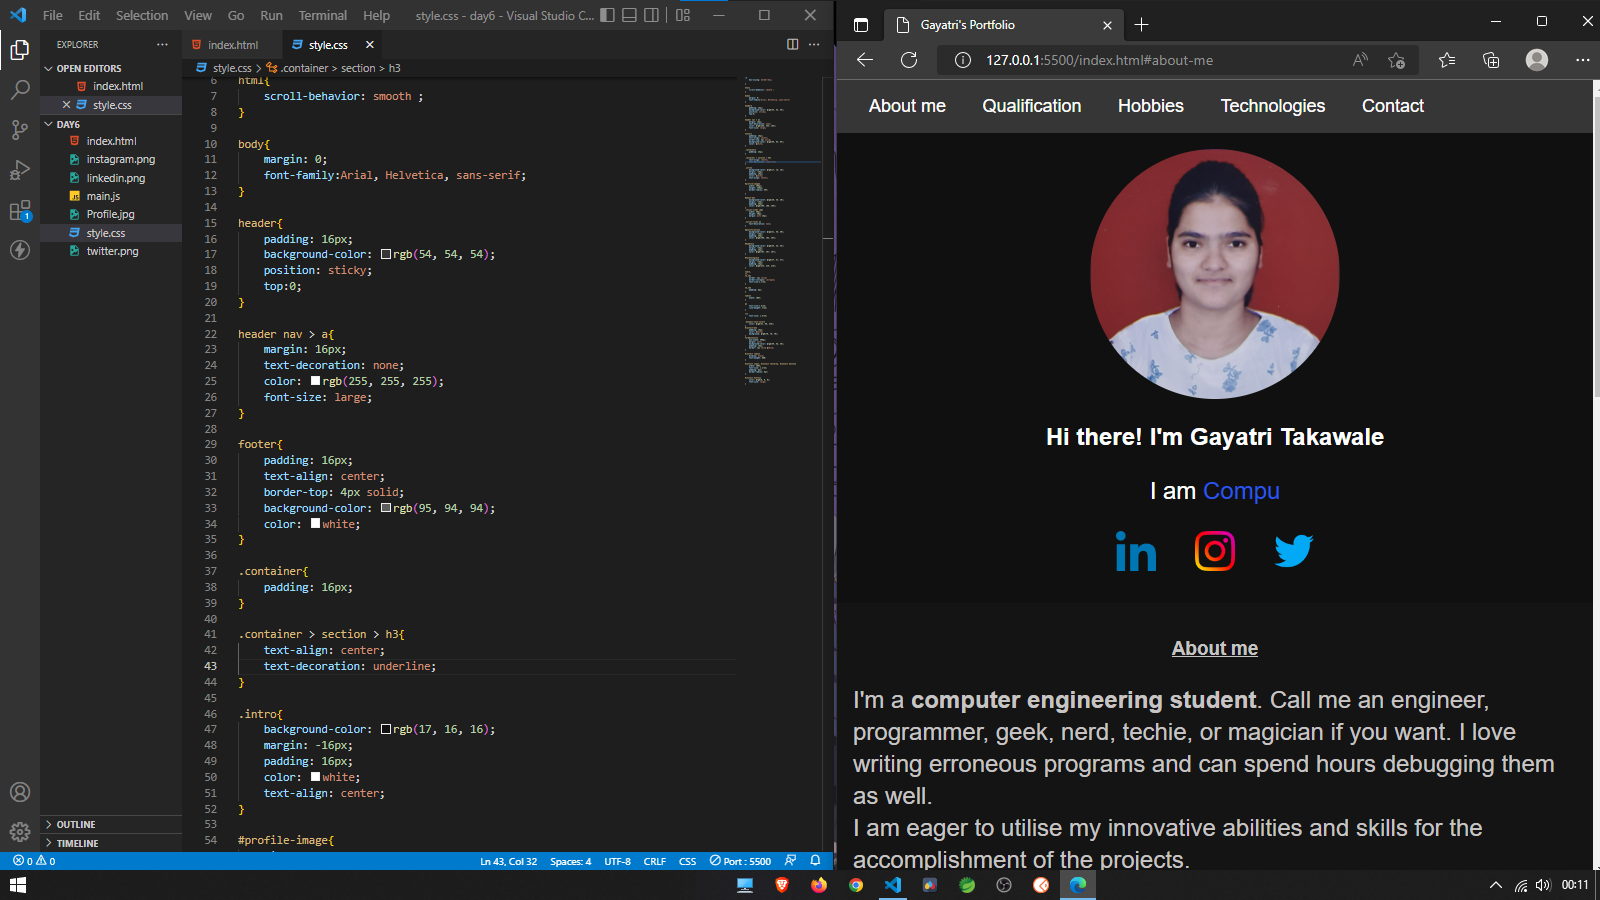 File Edit Selection View Go Run Terminal Help style.css - day6 - Visual Studio C...
EXPLORER
OPEN EDITORS
index.html
style.css
DAY6
index.html
instagram.png
linkedin.png
main.js
Profile.jpg
style.css
twitter.png
OUTLINE
TIMELINE
1
index.html style.css
style.css > .container > section > h3
6 html{
7 scroll-behavior: smooth ;
8 }
9
10 body{
11 margin: 0;
12 font-family:Arial, Helvetica, sans-serif;
13 }
14
15 header{
16 padding: 16px;
17 background-color: rgb(54, 54, 54);
18 position: sticky;
19 top:0;
20 }
21
22 header nav > a{
23 margin: 16px;
24 text-decoration: none;
25 color: rgb(255, 255, 255);
26 font-size: large;
27 }
28
29 footer{
30 padding: 16px;
31 text-align: center;
32 border-top: 4px solid;
33 background-color: rgb(95, 94, 94);
34 color: white;
35 }
36
37 .container{
38 padding: 16px;
39 }
40
41 .container > section > h3{
42 text-align: center;
43 text-decoration: underline;
44 }
45
46 .intro{
47 background-color: rgb(17, 16, 16);
48 margin: -16px;
49 padding: 16px;
50 color: white;
51 text-align: center;
52 }
53
54 #profile-image{
0 0 Ln 43, Col 32 Spaces: 4 UTF-8 CRLF CSS Port : 5500
Gayatri's Portfolio
127.0.0.1:5500/index.html#about-me
About me Qualification Hobbies Technologies Contact
Hi there! I'm Gayatri Takawale
I am Compu
in
About me
I'm a computer engineering student. Call me an engineer,
programmer, geek, nerd, techie, or magician if you want. I love
writing erroneous programs and can spend hours debugging them
as well.
I am eager to utilise my innovative abilities and skills for the
accomplishment of the projects.
00:11